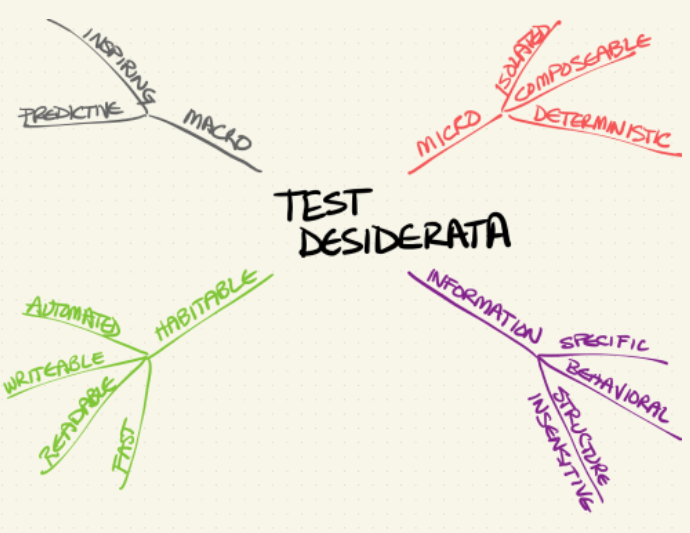 INSPIRING
PREDICTIVE
MACRO
ISOLATED
COMPOSEABLE
DETERMINISTIC
MICRO
TEST
DESIDERATA
HABITABLE
AUTOMATED
WRITEABLE
READABLE
FAST
INFORMATION
SPECIFIC
BEHAVIORAL
STRUCTURE
INSENSITIVE